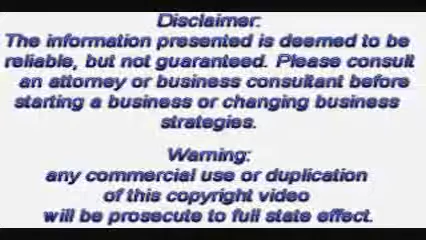 Disclaimer:
The information presented is deemed to be
reliable, but not guaranteed. Please consult
an attorney or business consultant before
starting a business or changing business
strategies.
Warning:
any commercial use or duplication
of this copyright video
will be prosecute to full state effect.